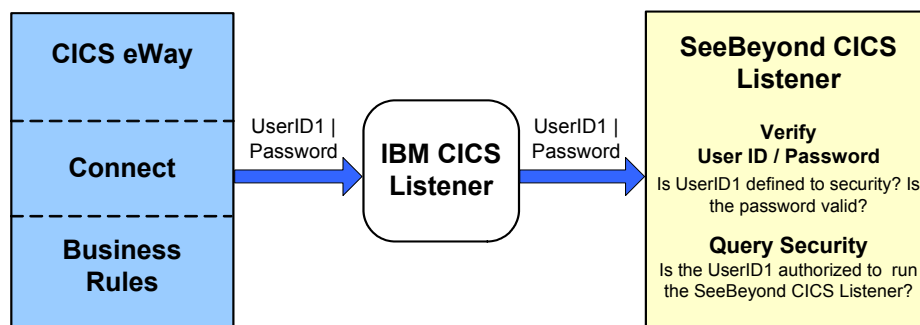 CICS eWay
Connect
Business
Rules
UserID1 |
Password
IBM CICS
Listener
UserID1 |
Password
SeeBeyond CICS
Listener
Verify
User ID / Password
Is UserID1 defined to security? Is
the password valid?
Query Security
Is the UserID1 authorized to run
the SeeBeyond CICS Listener?